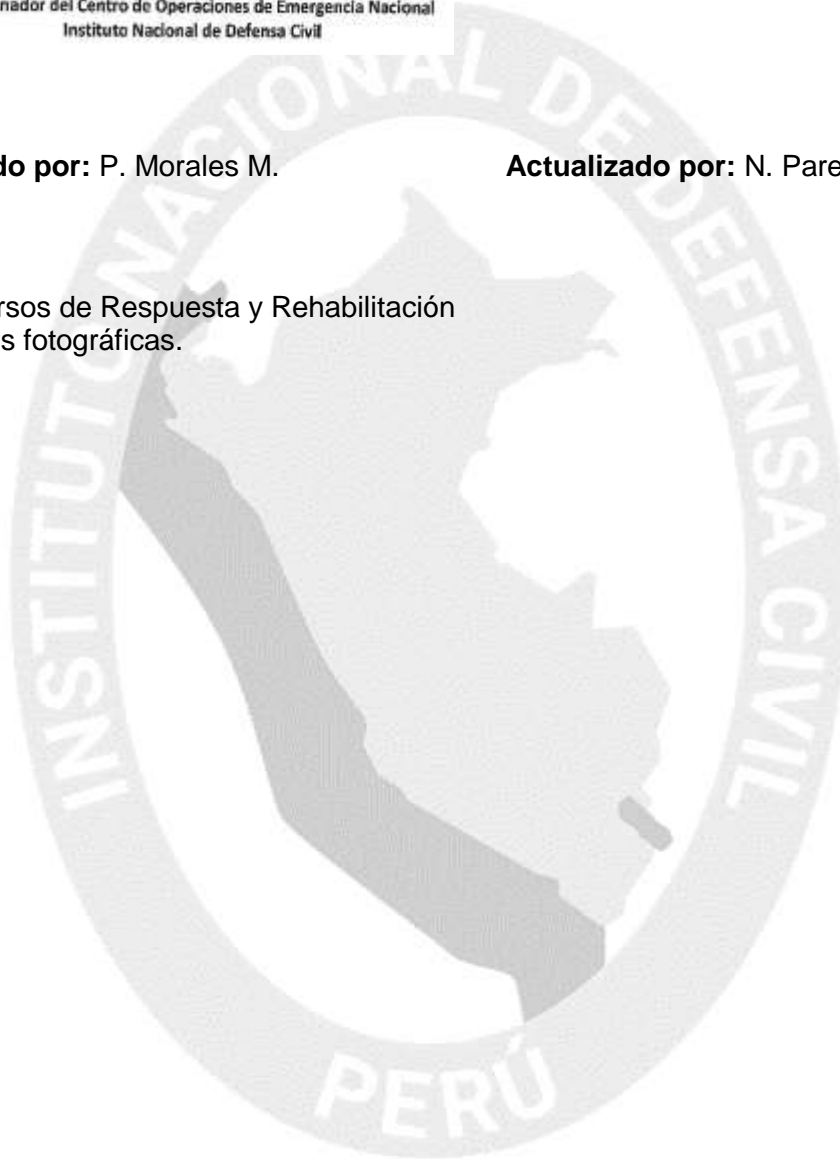 del Centro de Operaciones de Emergencia Nacional
Instituto Nacional de Defensa Civil
do por: P. Morales M. Actualizado por: N. Pare
rsos de Respuesta y Rehabilitación
s fotográficas.
INSTITUTO NACIONAL DE DEFENSA CIVIL
PERÚ